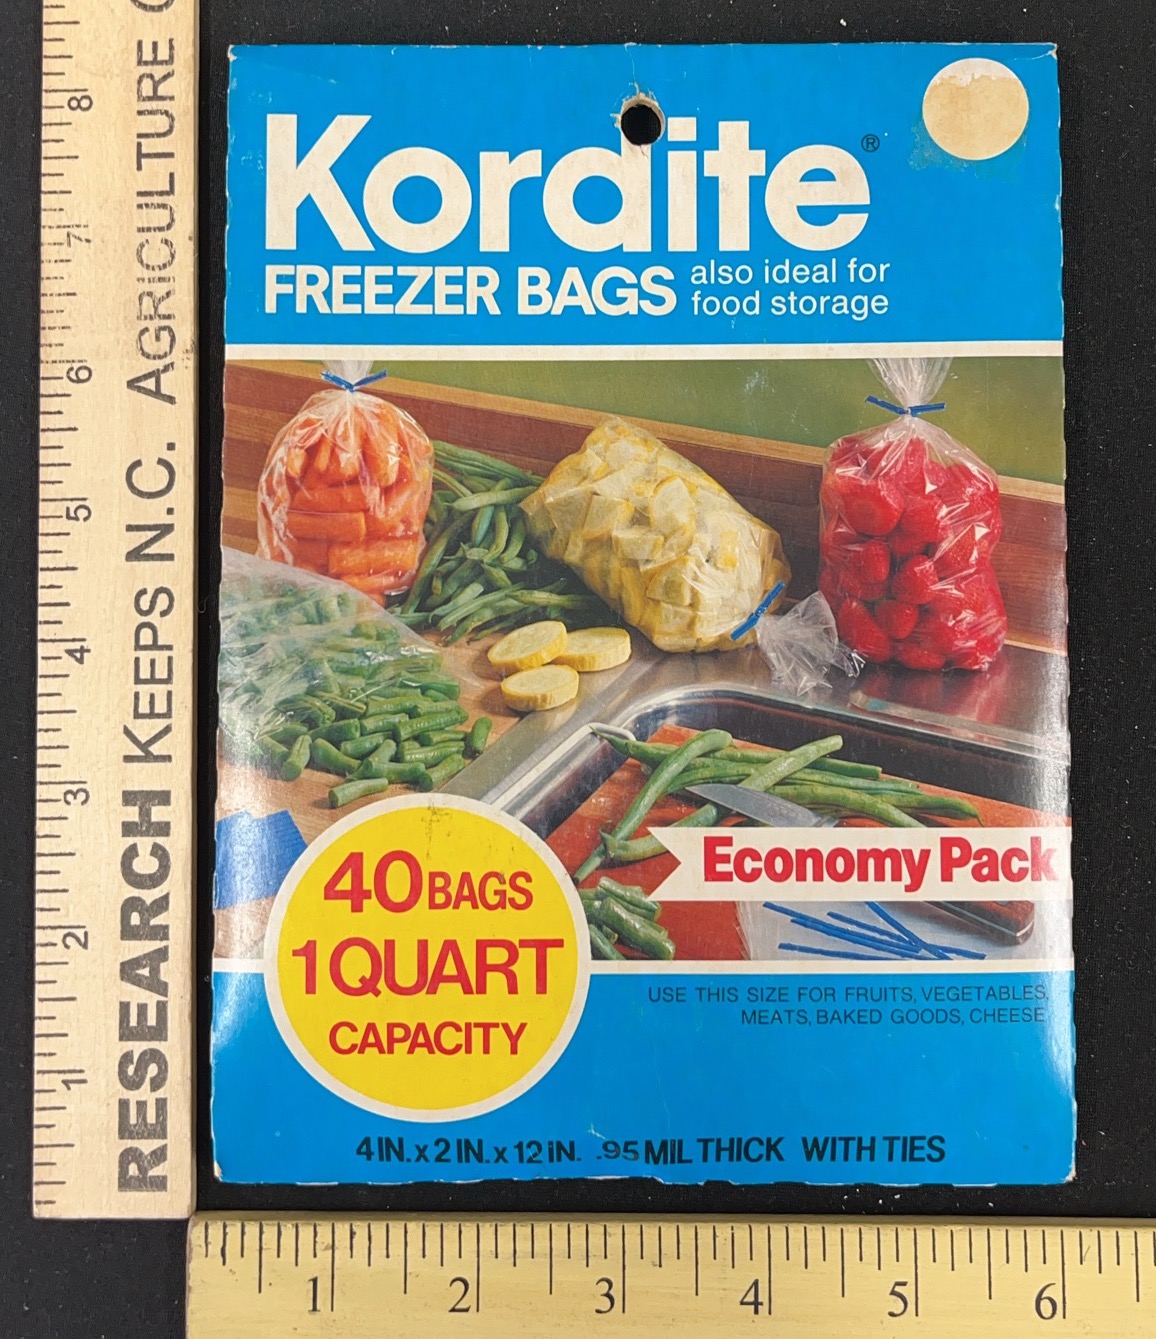 Kordite®
FREEZER BAGS
also ideal for
food storage
40 BAGS
1 QUART
CAPACITY
Economy Pack
USE THIS SIZE FOR FRUITS, VEGETABLES,
MEATS, BAKED GOODS, CHEESE
4 IN. x 2 IN. x 12 IN. .95 MIL THICK WITH TIES
RESEARCH KEEPS N.C. AGRICULTURE
8
7
6
5
4
3
2
1
1 2 3 4 5 6